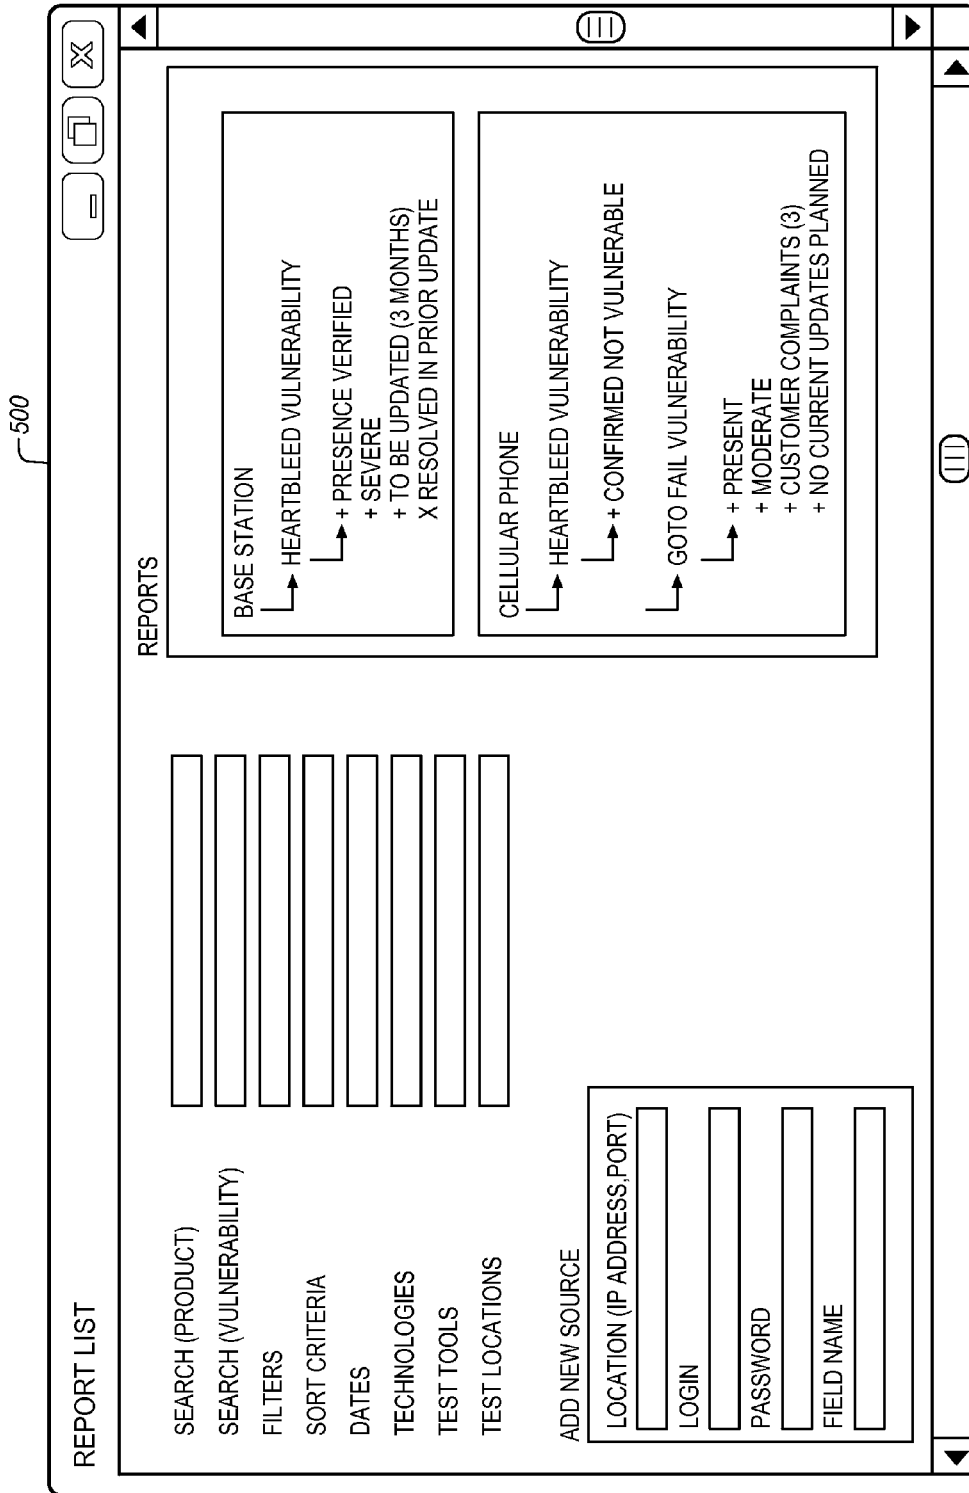 500
REPORT LIST
X
SEARCH (PRODUCT)
SEARCH (VULNERABILITY)
FILTERS
SORT CRITERIA
DATES
TECHNOLOGIES
TEST TOOLS
TEST LOCATIONS
ADD NEW SOURCE
LOCATION (IP ADDRESS,PORT)
LOGIN
PASSWORD
FIELD NAME
REPORTS
BASE STATION
HEARTBLEED VULNERABILITY
+ PRESENCE VERIFIED
+ SEVERE
+ TO BE UPDATED (3 MONTHS)
X RESOLVED IN PRIOR UPDATE
CELLULAR PHONE
HEARTBLEED VULNERABILITY
+ CONFIRMED NOT VULNERABLE
GOTO FAIL VULNERABILITY
+ PRESENT
+ MODERATE
+ CUSTOMER COMPLAINTS (3)
+ NO CURRENT UPDATES PLANNED